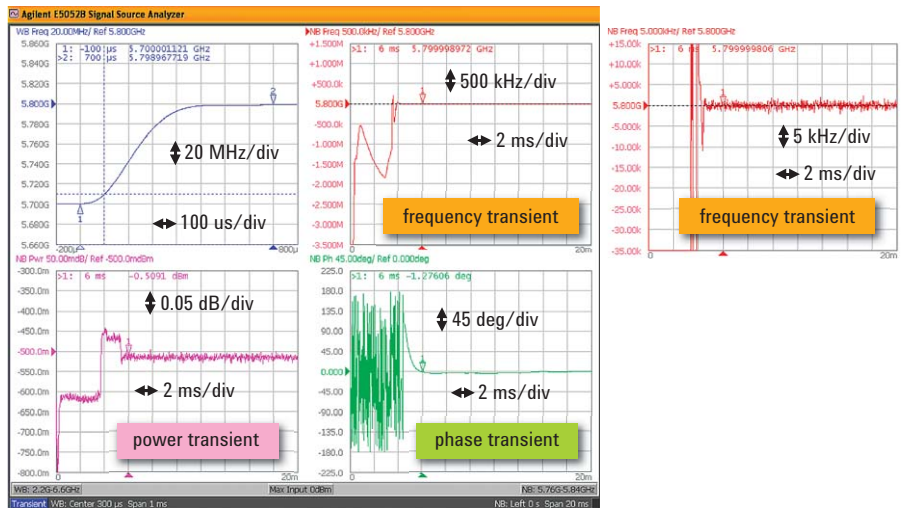 Agilent E5052B Signal Source Analyzer
WB Freq 20.00MHz/ Ref 5.800GHz
5.860G
5.840G
5.820G
5.800G
5.780G
5.760G
5.740G
5.720G
5.700G
5.680G
5.660G
1: -100 µs 5.700001121 GHz
>2: 700 µs 5.798967719 GHz
2
1
20 MHz/div
100 us/div
-200µ
800µ
NB Freq 500.0kHz/ Ref 5.800GHz
+1.500M
+1.000M
+500.0k
5.800G
-500.0k
-1.000M
-1.500M
-2.000M
-2.500M
-3.000M
-3.500M
>1: 6 ms 5.799998972 GHz
1
500 kHz/div
2 ms/div
frequency transient
0
20m
NB Freq 5.000kHz/ Ref 5.800GHz
+15.00k
+10.00k
+5.000k
5.800G
-5.000k
-10.00k
-15.00k
-20.00k
-25.00k
-30.00k
-35.00k
>1: 6 5.799999806 GHz
1
5 kHz/div
2 ms/div
frequency transient
0
20m
NB Pwr 50.00mdB/ Ref -500.0mdBm
-300.0m
-350.0m
-400.0m
-450.0m
-500.0m
-550.0m
-600.0m
-650.0m
-700.0m
-750.0m
-800.0m
>1: 6 ms -0.5091 dBm
1
0.05 dB/div
2 ms/div
power transient
0
20m
NB Ph 45.00deg/ Ref 0.000deg
225.0
180.0
135.0
90.00
45.00
0.000
-45.00
-90.00
-135.0
-180.0
-225.0
>1: 6 ms -1.27606 deg
1
45 deg/div
2 ms/div
phase transient
0
20m
WB: 2.2G-6.6GHz
Max Input 0dBm
NB: 5.76G-5.84GHz
Transient WB: Center 300 µs Span 1 ms
NB: Left 0 s Span 20 ms